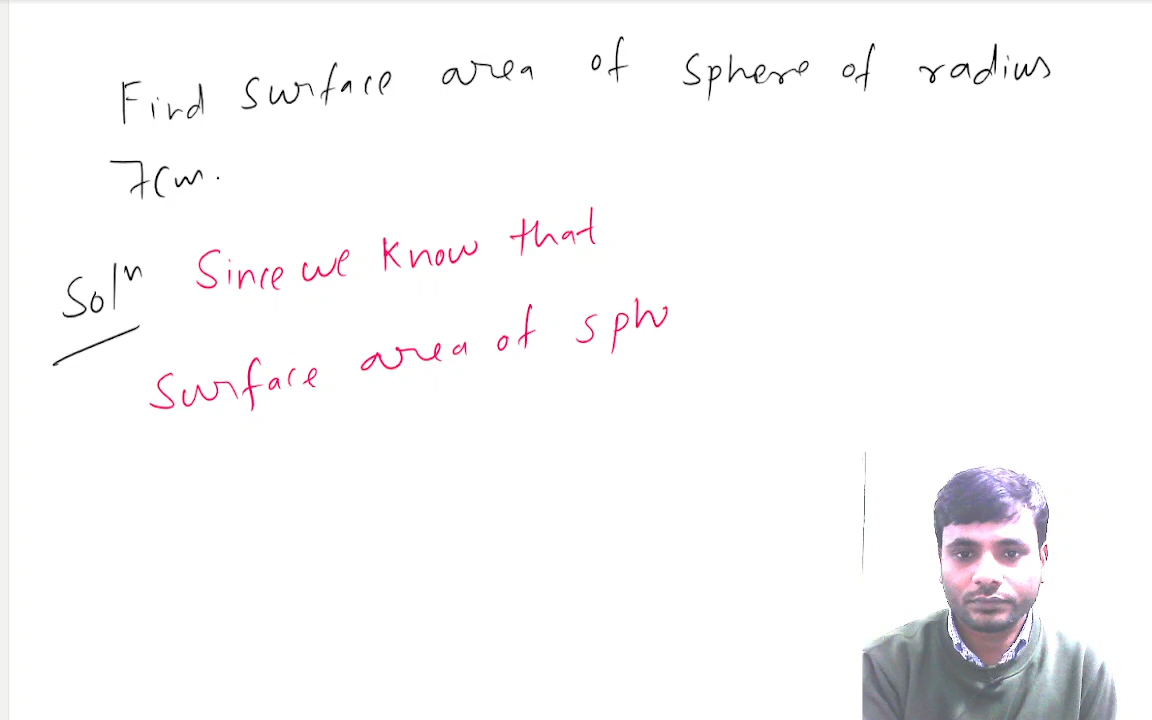 Find surface area of sphere of radius
7cm.
Solⁿ Since we know that
Surface area of sph